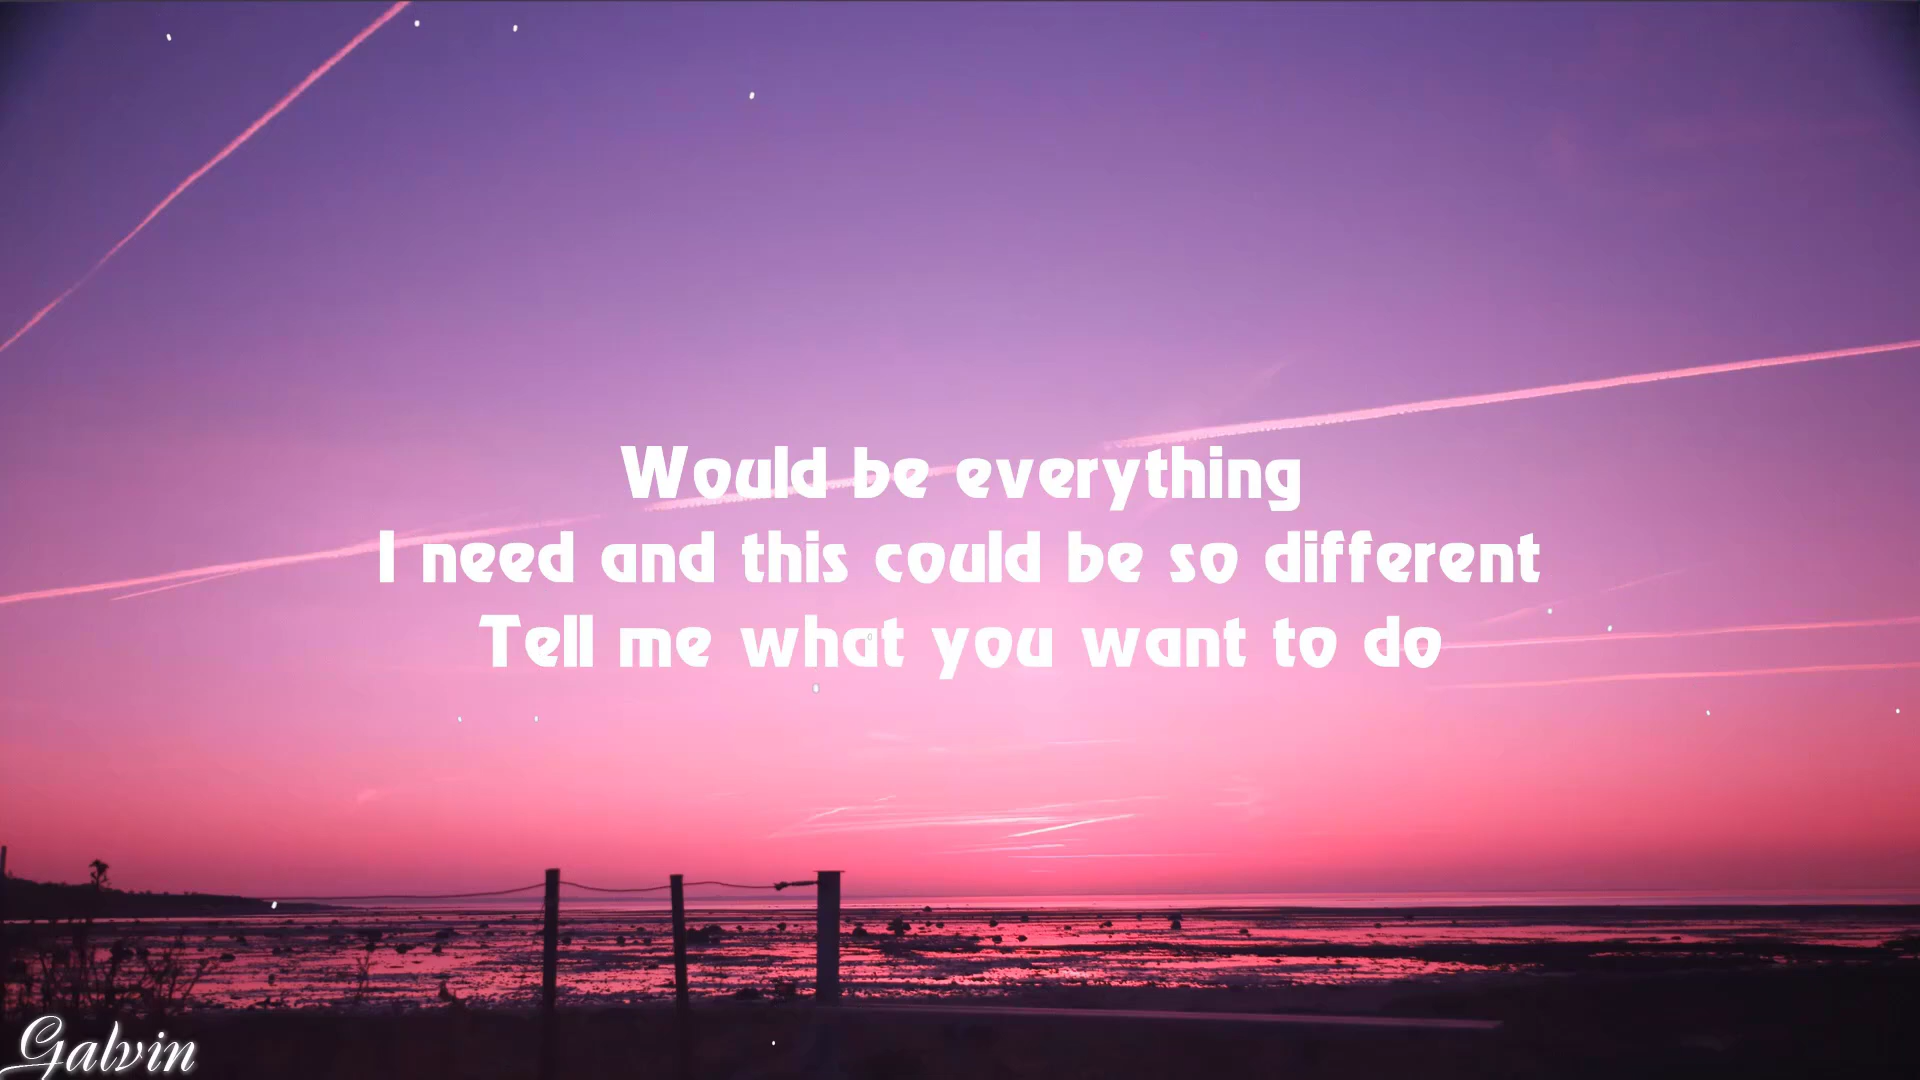 Would be everything
I need and this could be so different
Tell me what you want to do
Galvin